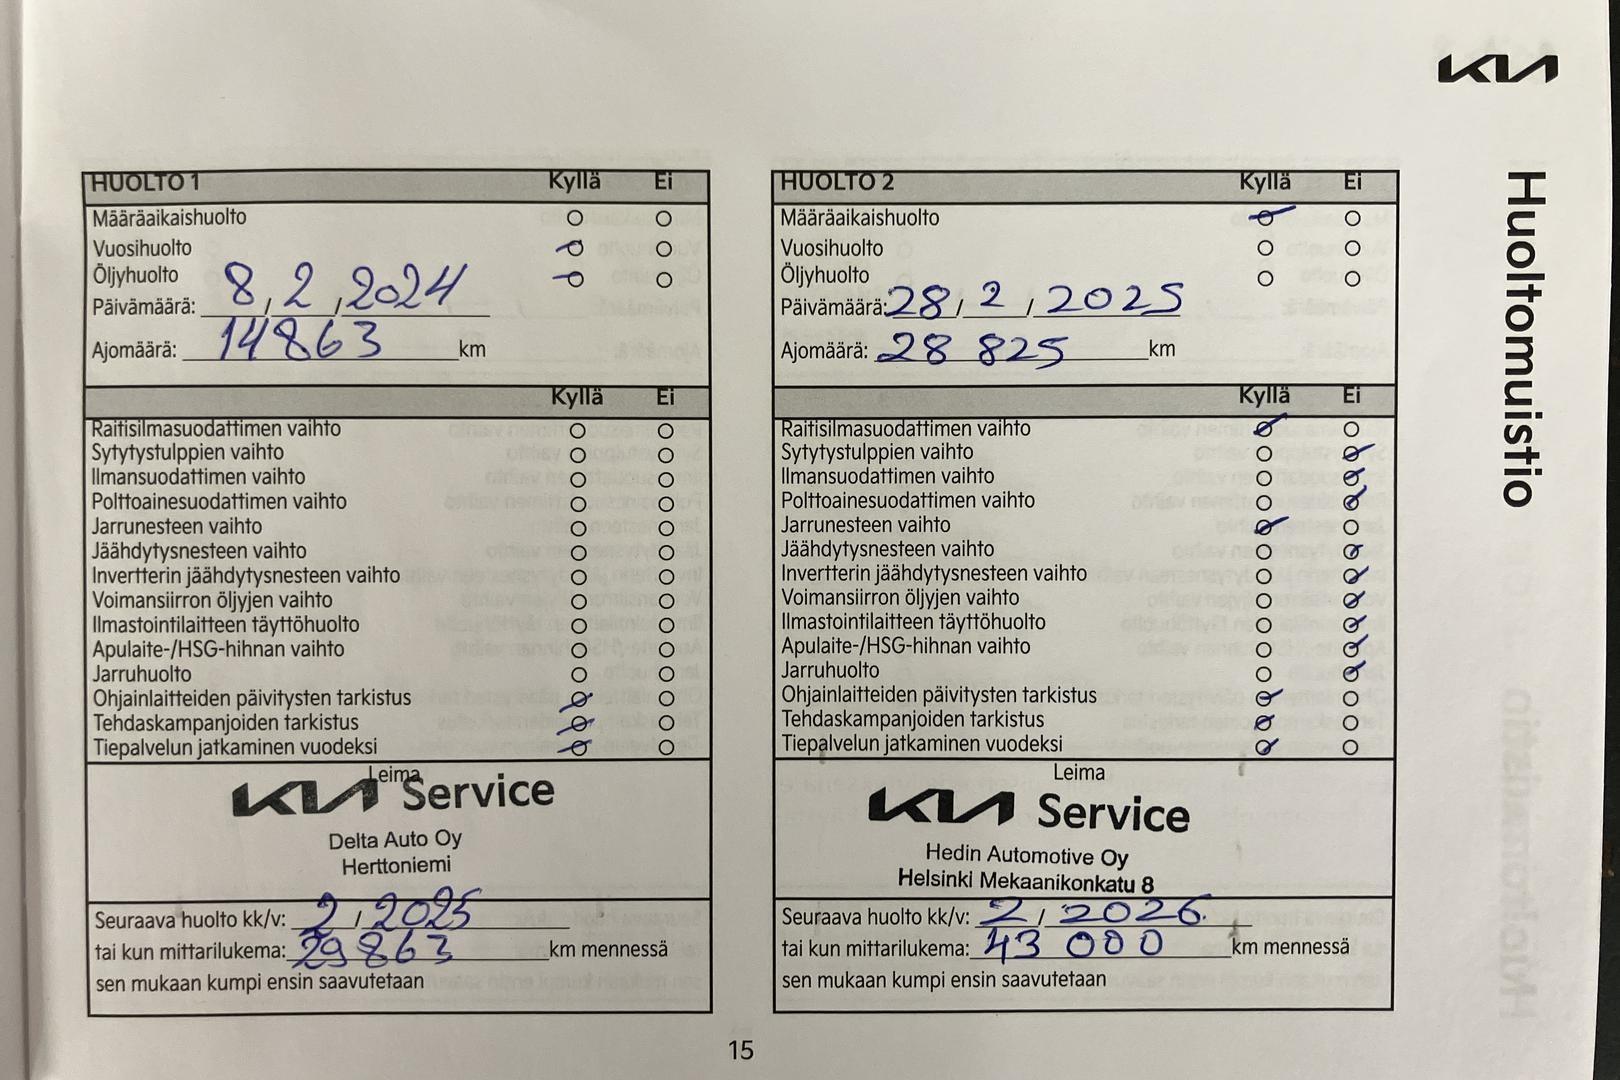 KIA
Huoltomuistio
HUOLTO 1 Kyllä Ei
Määräaikaishuolto
Vuosihuolto
Öljyhuolto
Päivämäärä: 8 / 2 / 2024
Ajomäärä: 14863 km
Kyllä Ei
Raitisilmasuodattimen vaihto
Sytytystulppien vaihto
Ilmansuodattimen vaihto
Polttoainesuodattimen vaihto
Jarrunesteen vaihto
Jäähdytysnesteen vaihto
Invertterin jäähdytysnesteen vaihto
Voimansiirron öljyjen vaihto
Ilmastointilaitteen täyttöhuolto
Apulaite-/HSG-hihnan vaihto
Jarruhuolto
Ohjainlaitteiden päivitysten tarkistus
Tehdaskampanjoiden tarkistus
Tiepalvelun jatkaminen vuodeksi
Leima
KIA Service
Delta Auto Oy
Herttoniemi
Seuraava huolto kk/v: 2 / 2025
tai kun mittarilukema: 29863 km mennessä
sen mukaan kumpi ensin saavutetaan
HUOLTO 2 Kyllä Ei
Määräaikaishuolto
Vuosihuolto
Öljyhuolto
Päivämäärä: 28 / 2 / 2025
Ajomäärä: 28 825 km
Kyllä Ei
Raitisilmasuodattimen vaihto
Sytytystulppien vaihto
Ilmansuodattimen vaihto
Polttoainesuodattimen vaihto
Jarrunesteen vaihto
Jäähdytysnesteen vaihto
Invertterin jäähdytysnesteen vaihto
Voimansiirron öljyjen vaihto
Ilmastointilaitteen täyttöhuolto
Apulaite-/HSG-hihnan vaihto
Jarruhuolto
Ohjainlaitteiden päivitysten tarkistus
Tehdaskampanjoiden tarkistus
Tiepalvelun jatkaminen vuodeksi
Leima
KIA Service
Hedin Automotive Oy
Helsinki Mekaanikonkatu 8
Seuraava huolto kk/v: 2 / 2026
tai kun mittarilukema: 43 000 km mennessä
sen mukaan kumpi ensin saavutetaan
15